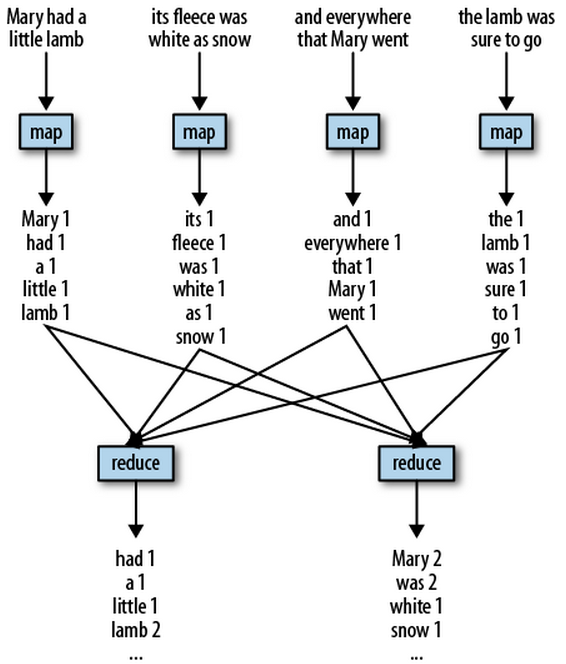 Mary had a
little lamb
its fleece was
white as snow
and everywhere
that Mary went
the lamb was
sure to go
map
map
map
map
Mary 1
had 1
a 1
little 1
lamb 1
its 1
fleece 1
was 1
white 1
as 1
snow 1
and 1
everywhere 1
that 1
Mary 1
went 1
the 1
lamb 1
was 1
sure 1
to 1
go 1
reduce
reduce
had 1
a 1
little 1
lamb 2
...
Mary 2
was 2
white 1
snow 1
...